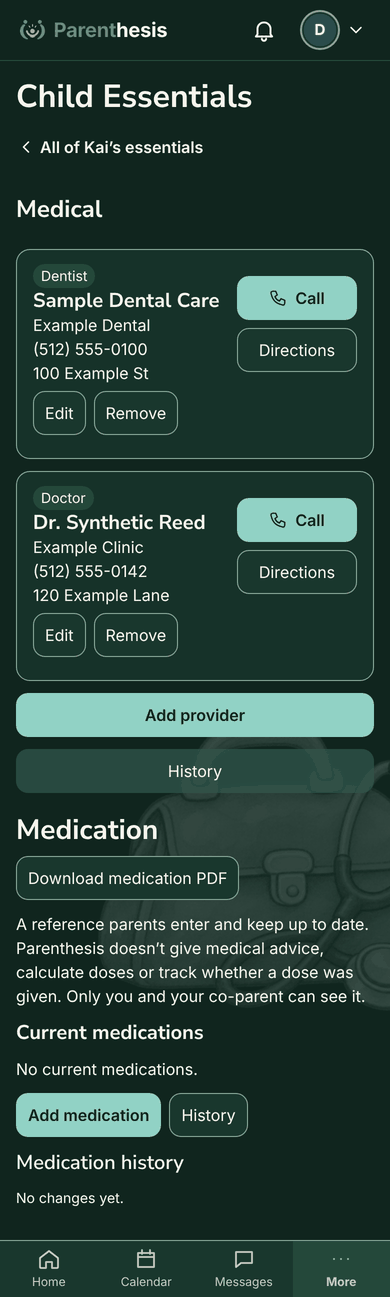 Parenthesis
D
Child Essentials
All of Kai’s essentials
Medical
Dentist
Sample Dental Care
Example Dental
(512) 555-0100
100 Example St
Call
Directions
Edit
Remove
Doctor
Dr. Synthetic Reed
Example Clinic
(512) 555-0142
120 Example Lane
Call
Directions
Edit
Remove
Add provider
History
Medication
Download medication PDF
A reference parents enter and keep up to date.
Parenthesis doesn’t give medical advice,
calculate doses or track whether a dose was
given. Only you and your co-parent can see it.
Current medications
No current medications.
Add medication
History
Medication history
No changes yet.
Home
Calendar
Messages
More